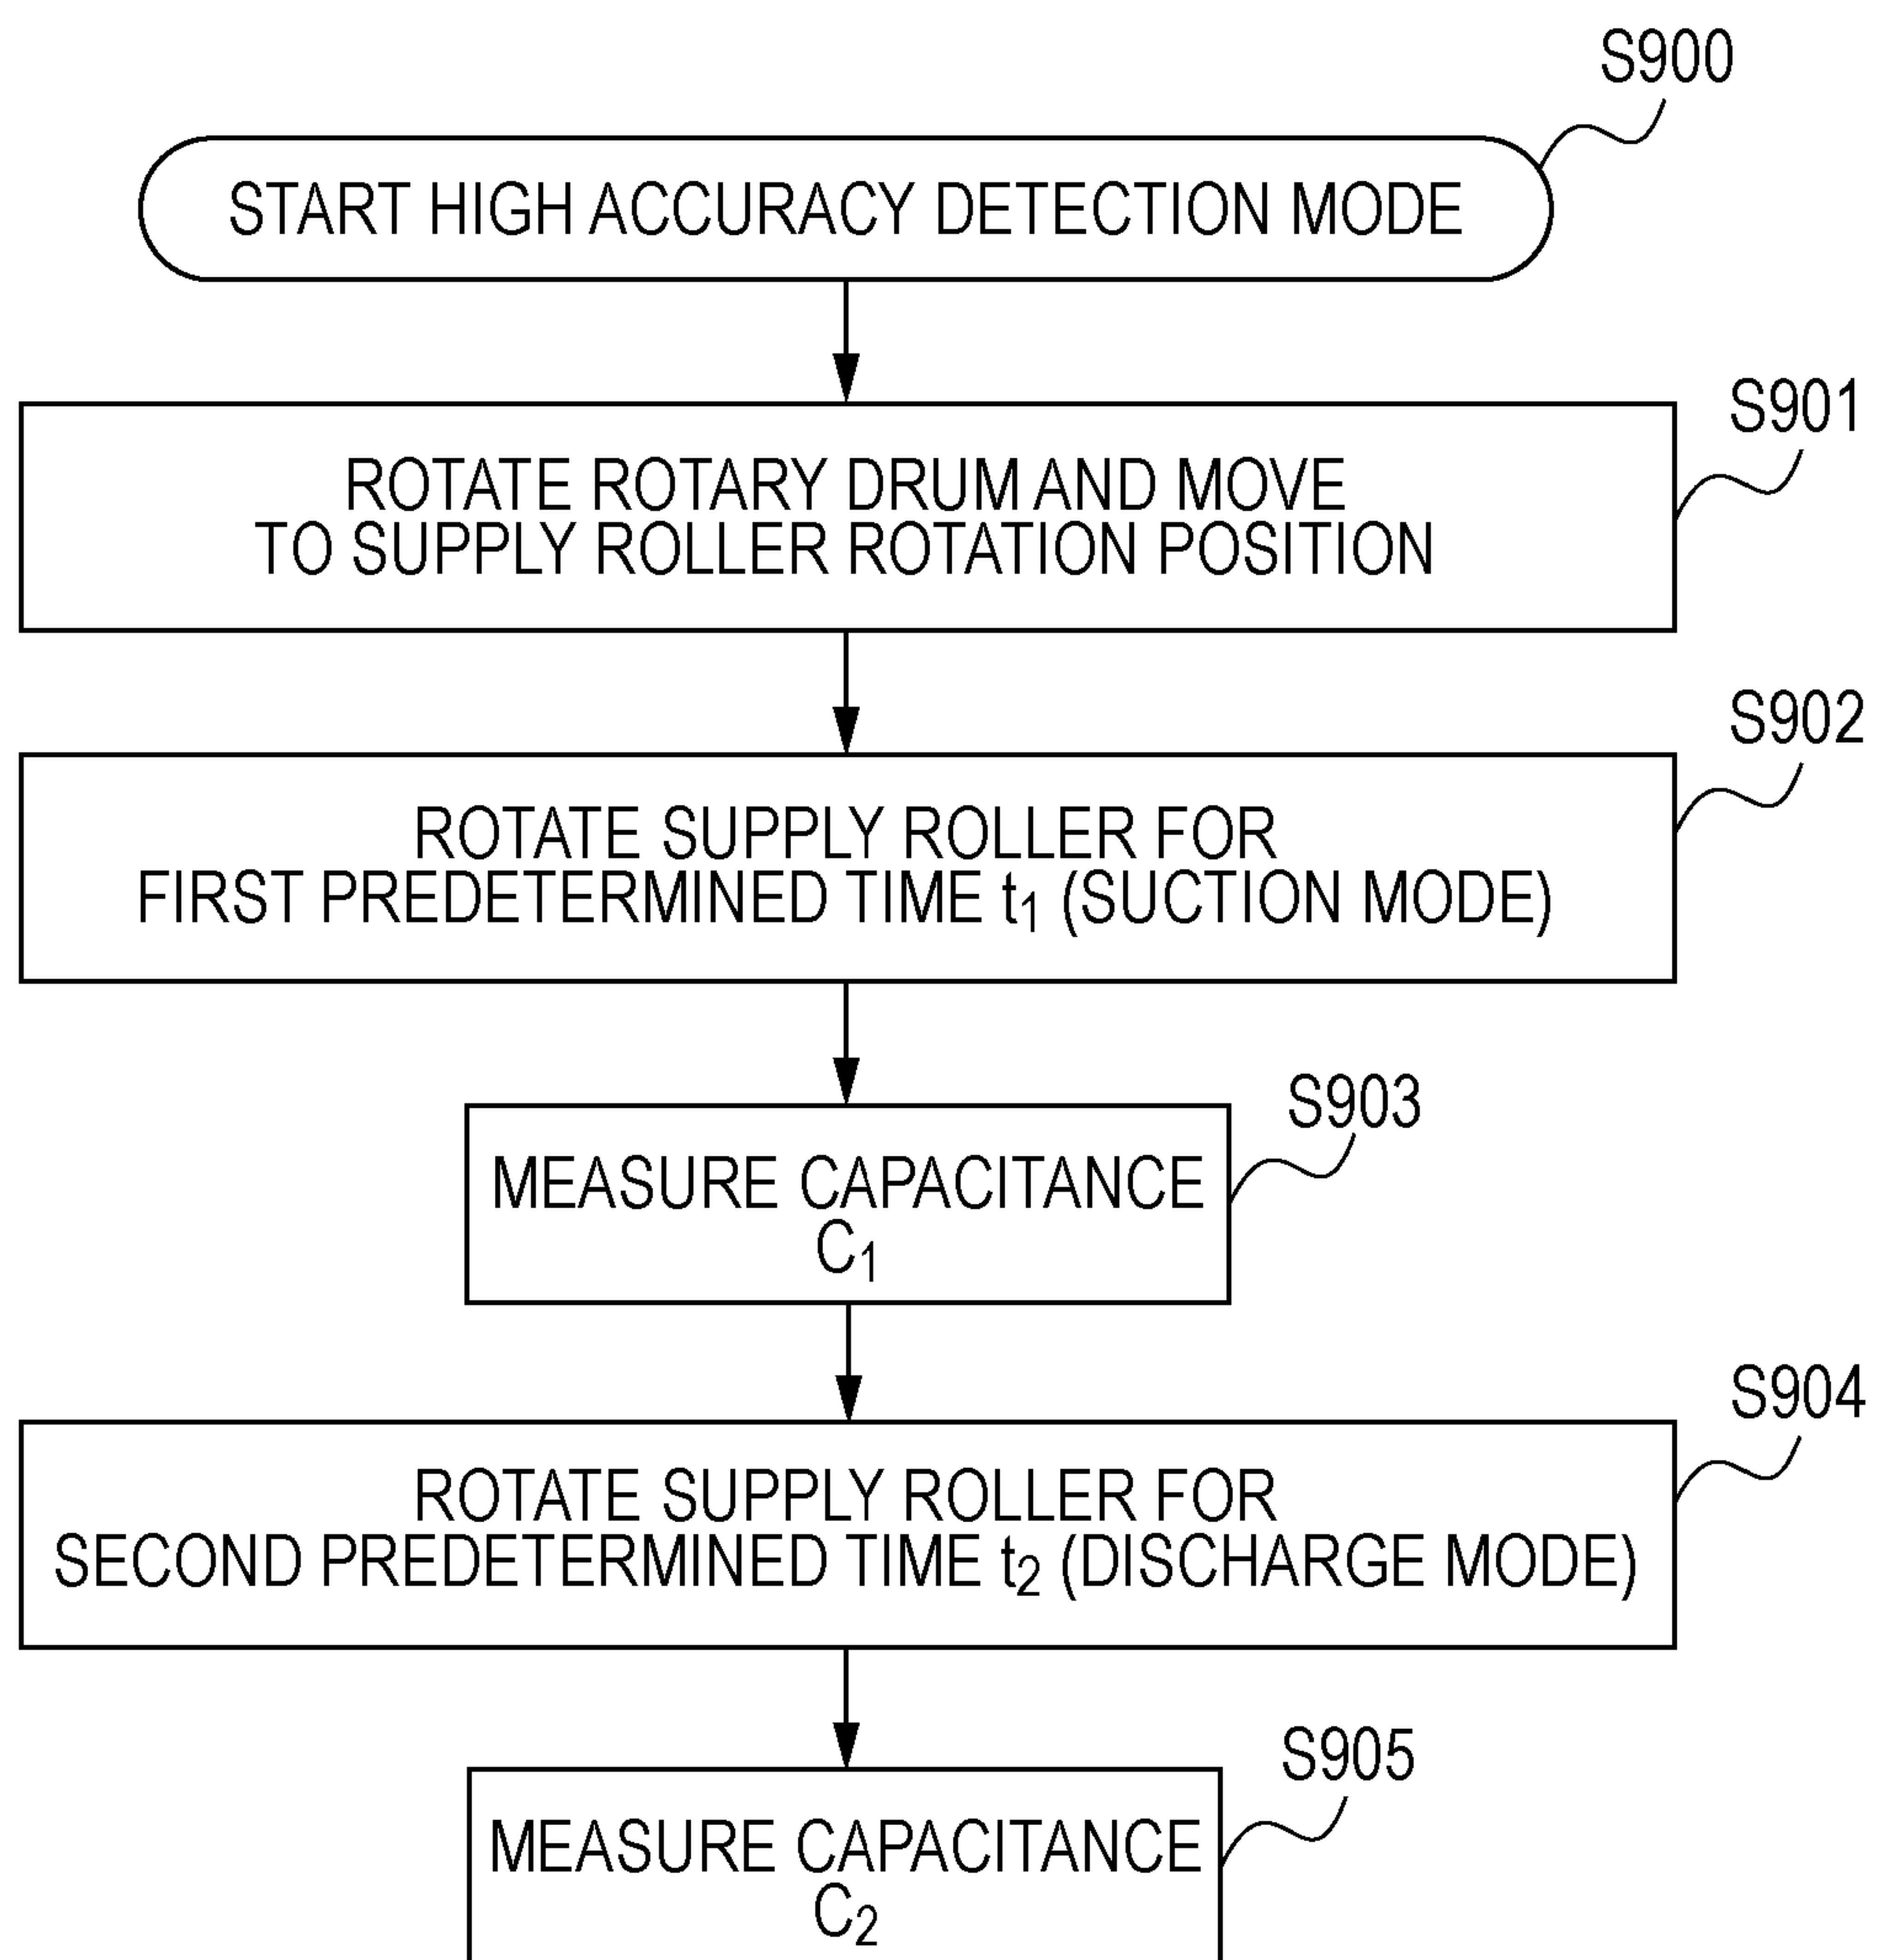 S900
START HIGH ACCURACY DETECTION MODE
S901
ROTATE ROTARY DRUM AND MOVE
TO SUPPLY ROLLER ROTATION POSITION
S902
ROTATE SUPPLY ROLLER FOR
FIRST PREDETERMINED TIME t₁ (SUCTION MODE)
S903
MEASURE CAPACITANCE
C₁
S904
ROTATE SUPPLY ROLLER FOR
SECOND PREDETERMINED TIME t₂ (DISCHARGE MODE)
S905
MEASURE CAPACITANCE
C₂